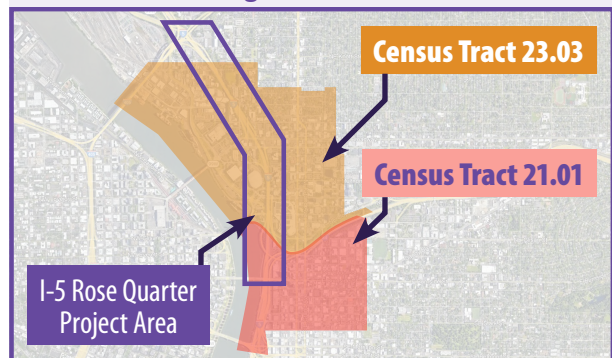 Census Tract 23.03
Census Tract 21.01
I-5 Rose Quarter
Project Area